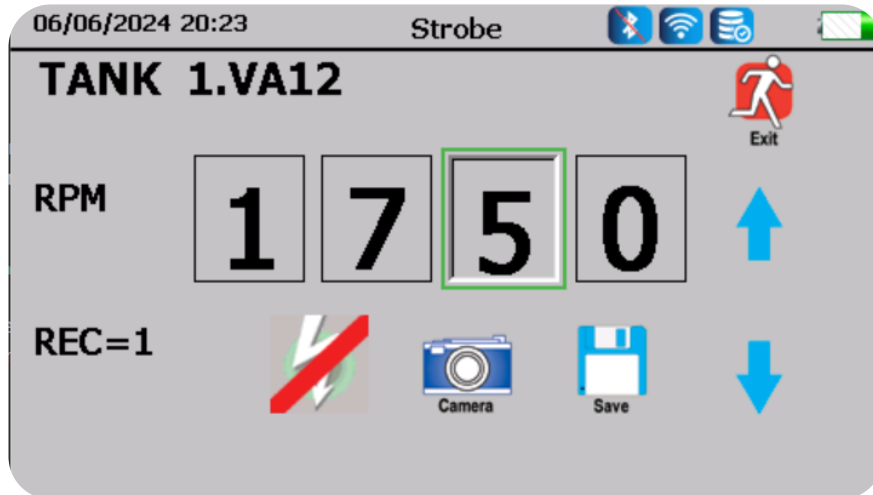 06/06/2024 20:23 Strobe
TANK 1.VA12
Exit
RPM 1 7 5 0
REC=1
Camera Save